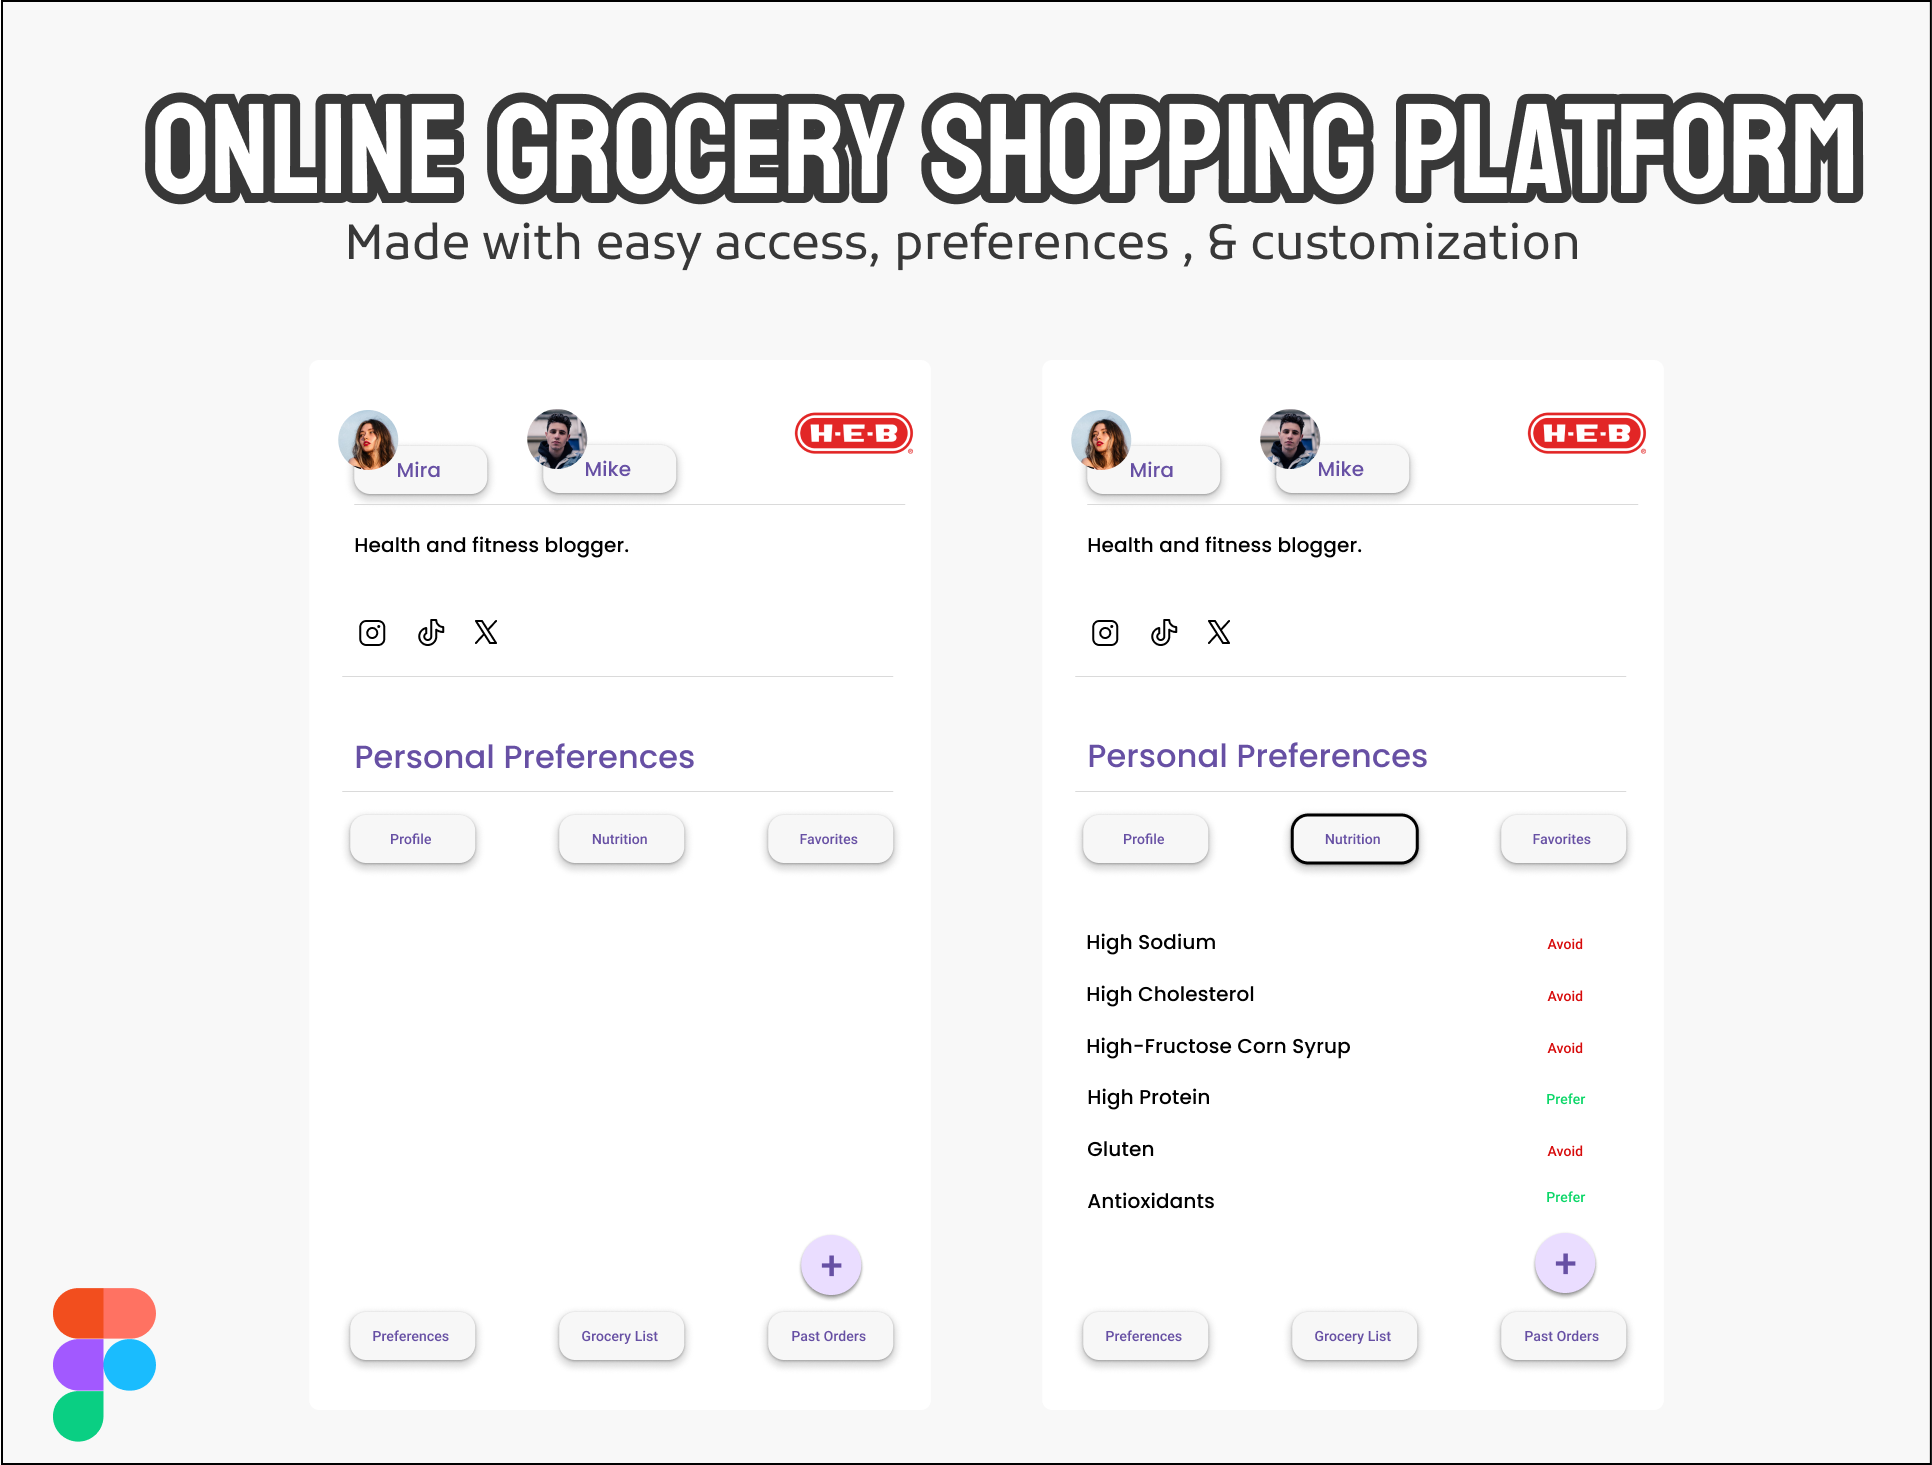 ONLINE GROCERY SHOPPING PLATFORM
Made with easy access, preferences , & customization
Mira
Mike
H-E-B
Health and fitness blogger.
Personal Preferences
Profile
Nutrition
Favorites
+
Preferences
Grocery List
Past Orders
Mira
Mike
H-E-B
Health and fitness blogger.
Personal Preferences
Profile
Nutrition
Favorites
High Sodium Avoid
High Cholesterol Avoid
High-Fructose Corn Syrup Avoid
High Protein Prefer
Gluten Avoid
Antioxidants Prefer
+
Preferences
Grocery List
Past Orders